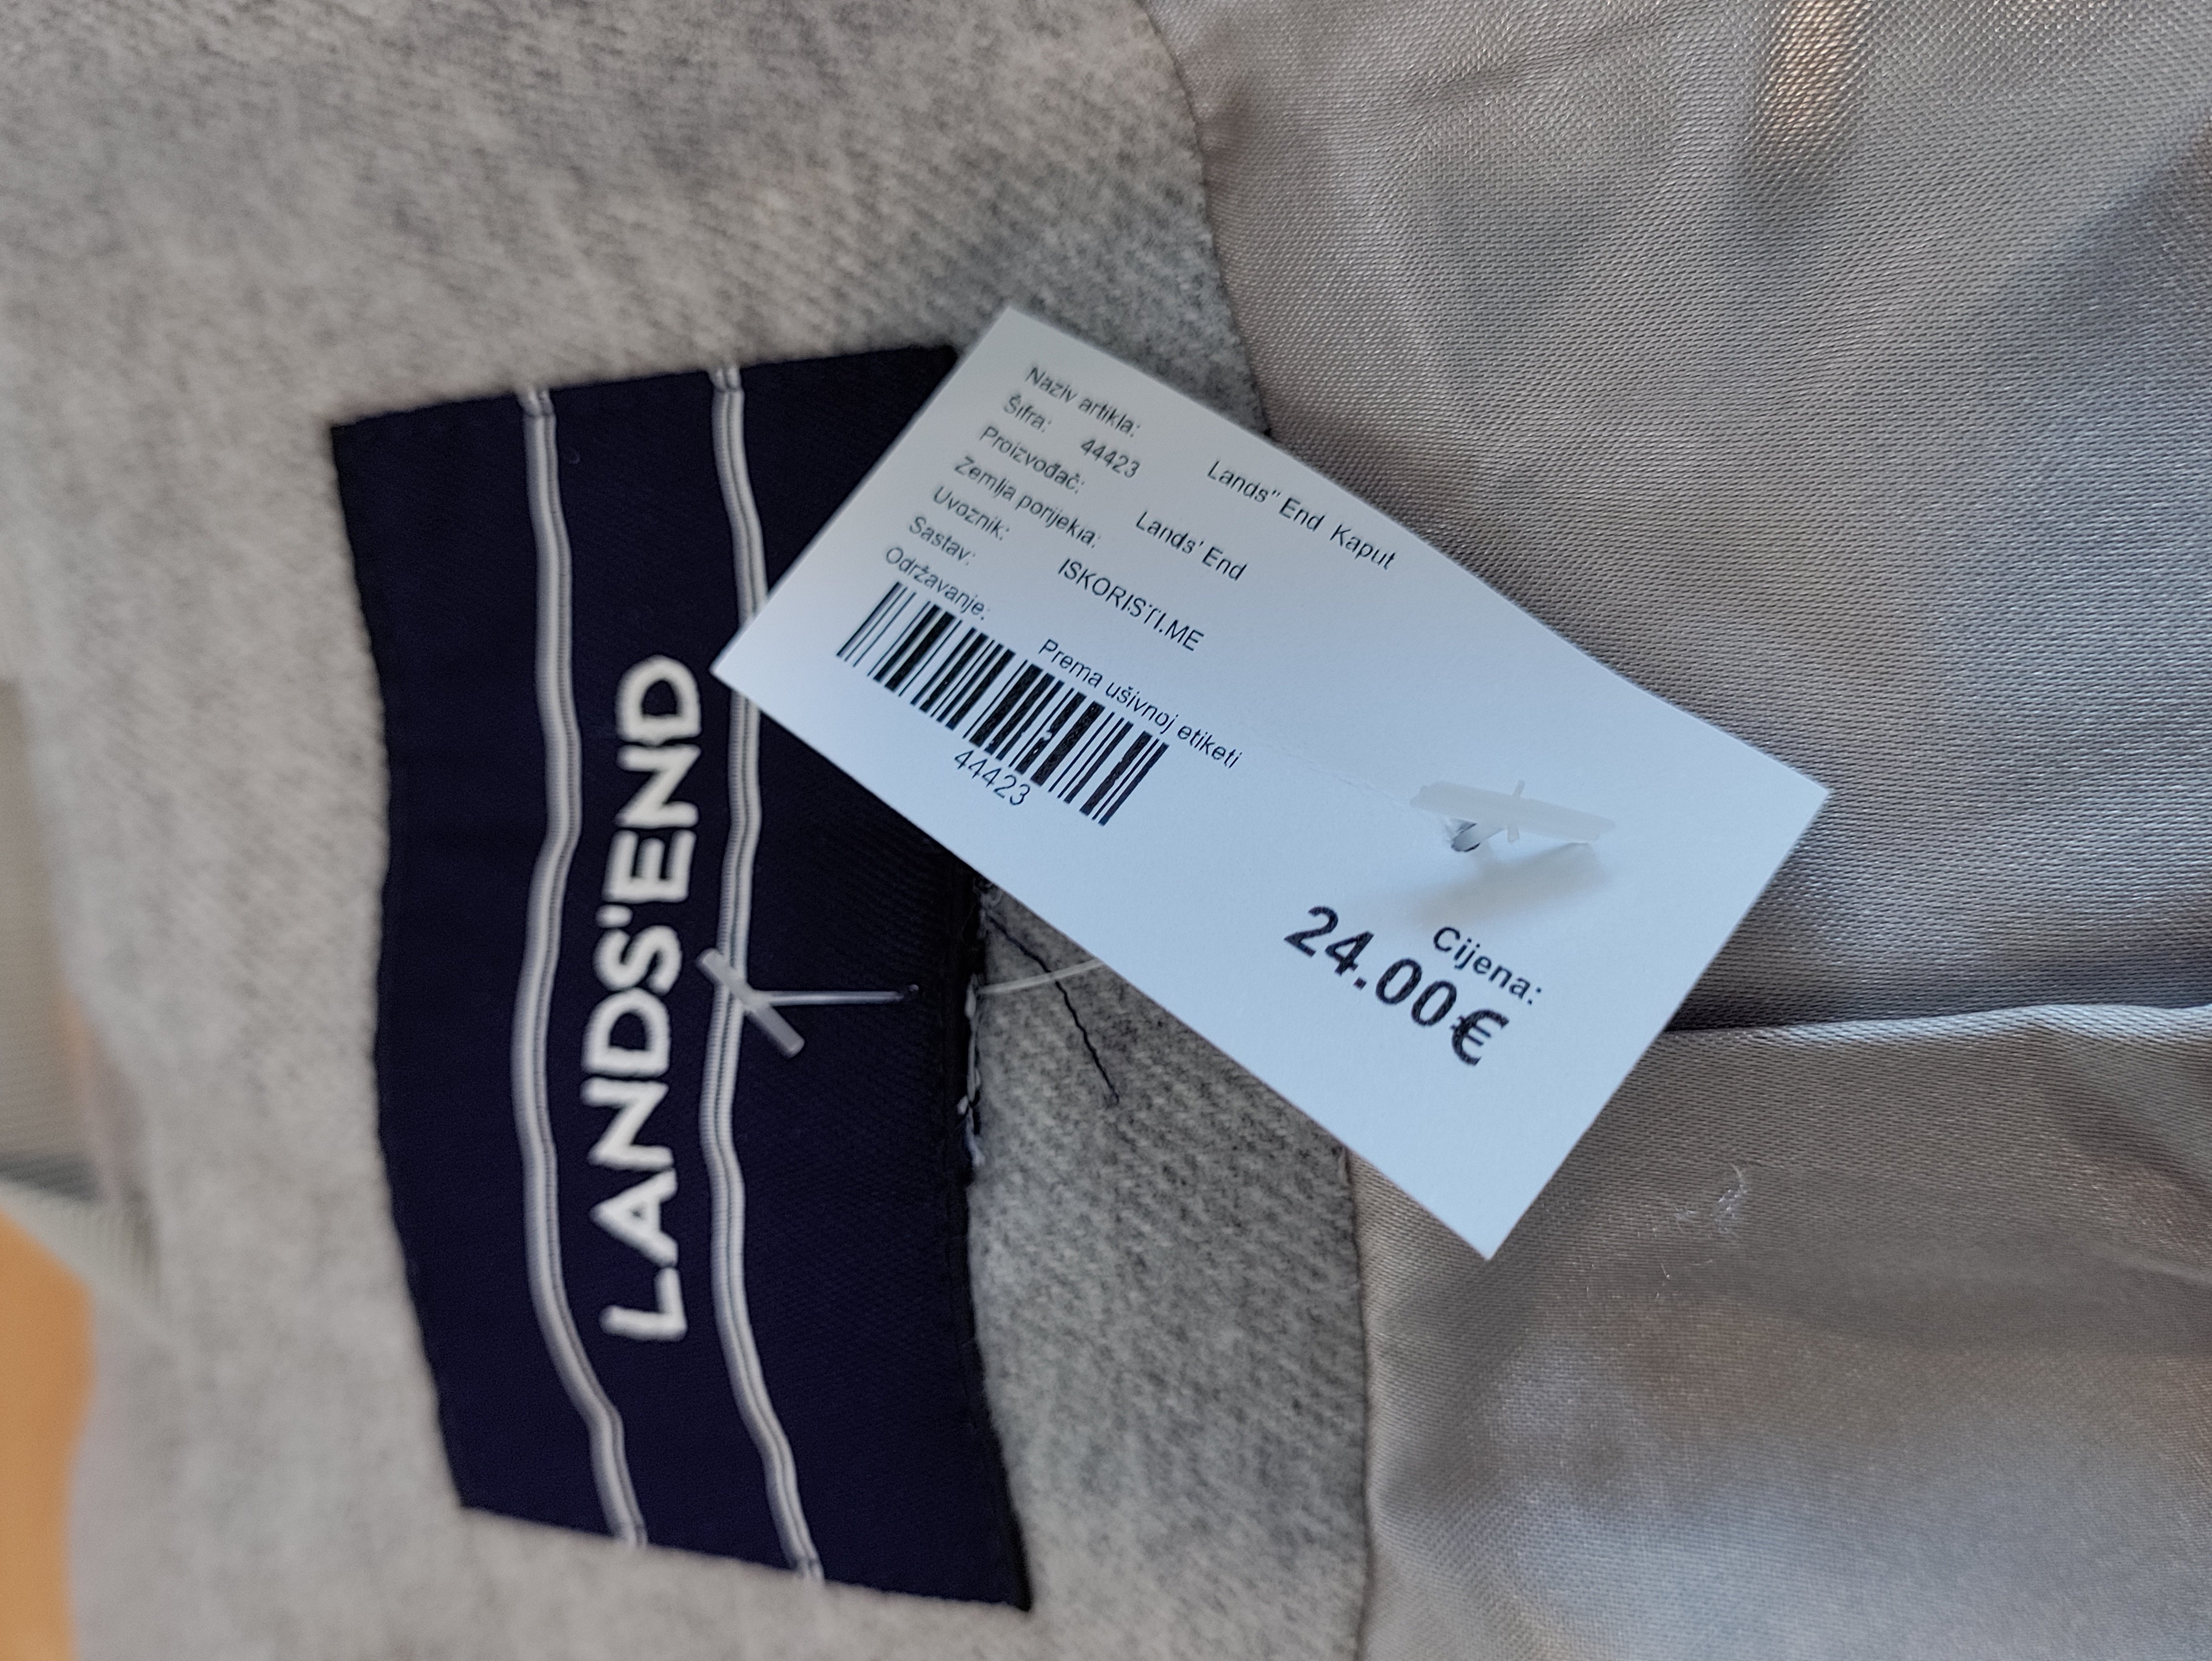 LANDS'END
Naziv artikla: Lands'' End Kaput
Šifra: 44423
Proizvođač: Lands' End
Zemlja porijekla:
Uvoznik: ISKORISTI.ME
Sastav:
Održavanje: Prema ušivnoj etiketi
44423
Cijena:
24.00€